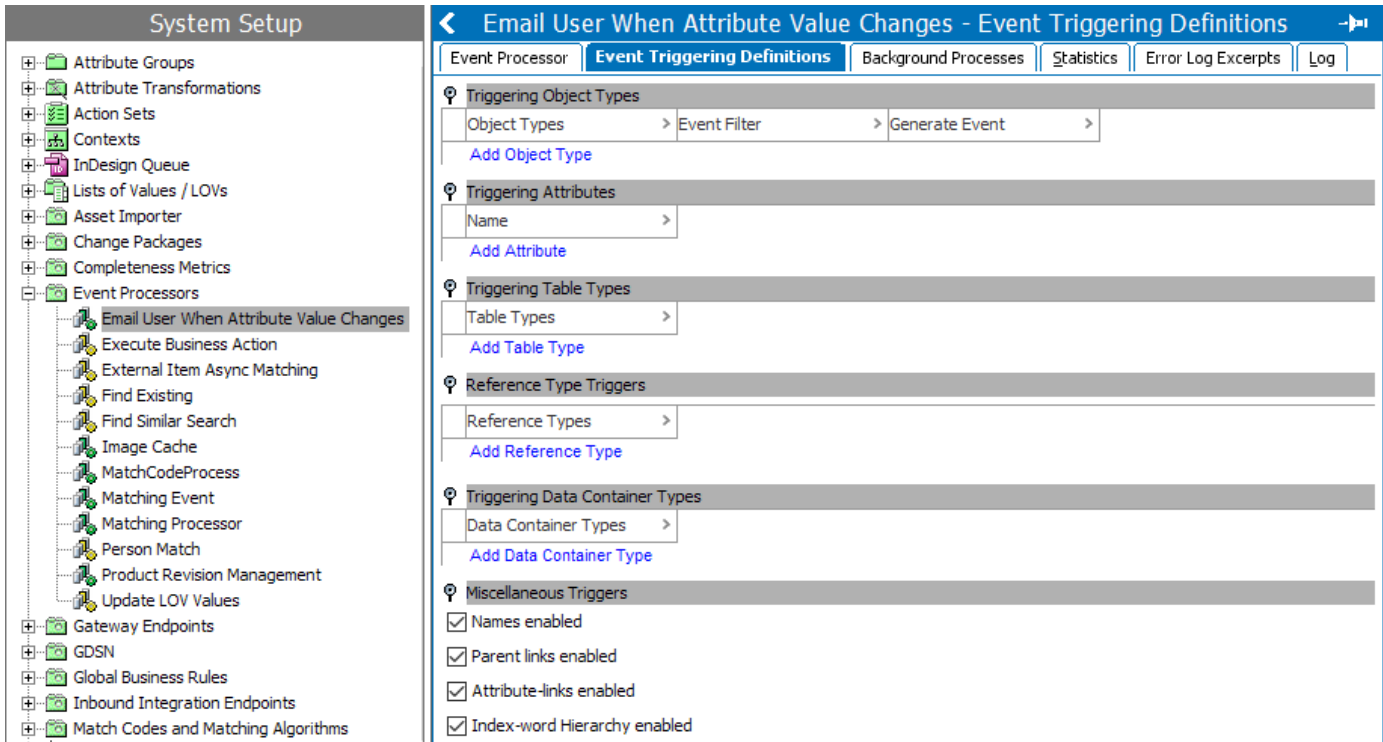 System Setup
Attribute Groups
Attribute Transformations
Action Sets
Contexts
InDesign Queue
Lists of Values / LOVs
Asset Importer
Change Packages
Completeness Metrics
Event Processors
Email User When Attribute Value Changes
Execute Business Action
External Item Async Matching
Find Existing
Find Similar Search
Image Cache
MatchCodeProcess
Matching Event
Matching Processor
Person Match
Product Revision Management
Update LOV Values
Gateway Endpoints
GDSN
Global Business Rules
Inbound Integration Endpoints
Match Codes and Matching Algorithms
Email User When Attribute Value Changes - Event Triggering Definitions
Event Processor Event Triggering Definitions Background Processes Statistics Error Log Excerpts Log
Triggering Object Types
Object Types > Event Filter > Generate Event >
Add Object Type
Triggering Attributes
Name >
Add Attribute
Triggering Table Types
Table Types >
Add Table Type
Reference Type Triggers
Reference Types >
Add Reference Type
Triggering Data Container Types
Data Container Types >
Add Data Container Type
Miscellaneous Triggers
Names enabled
Parent links enabled
Attribute-links enabled
Index-word Hierarchy enabled